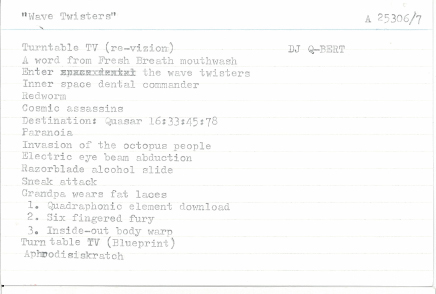 "Wave Twisters" A 25306/7
Turntable TV (re-vision) DJ Q-BERT
A word from Fresh Breath mouthwash
Enter the wave twisters
Inner space dental commander
Redworm
Cosmic assassins
Destination: Quasar 16:33:45:78
Paranoia
Invasion of the octopus people
Electric eye beam abduction
Razorblade alcohol slide
Sneak attack
Grandpa wears fat laces
1. Quadraphonic element download
2. Six fingered fury
3. Inside-out body warp
Turn table TV (Blueprint)
Aphrodisiskratch